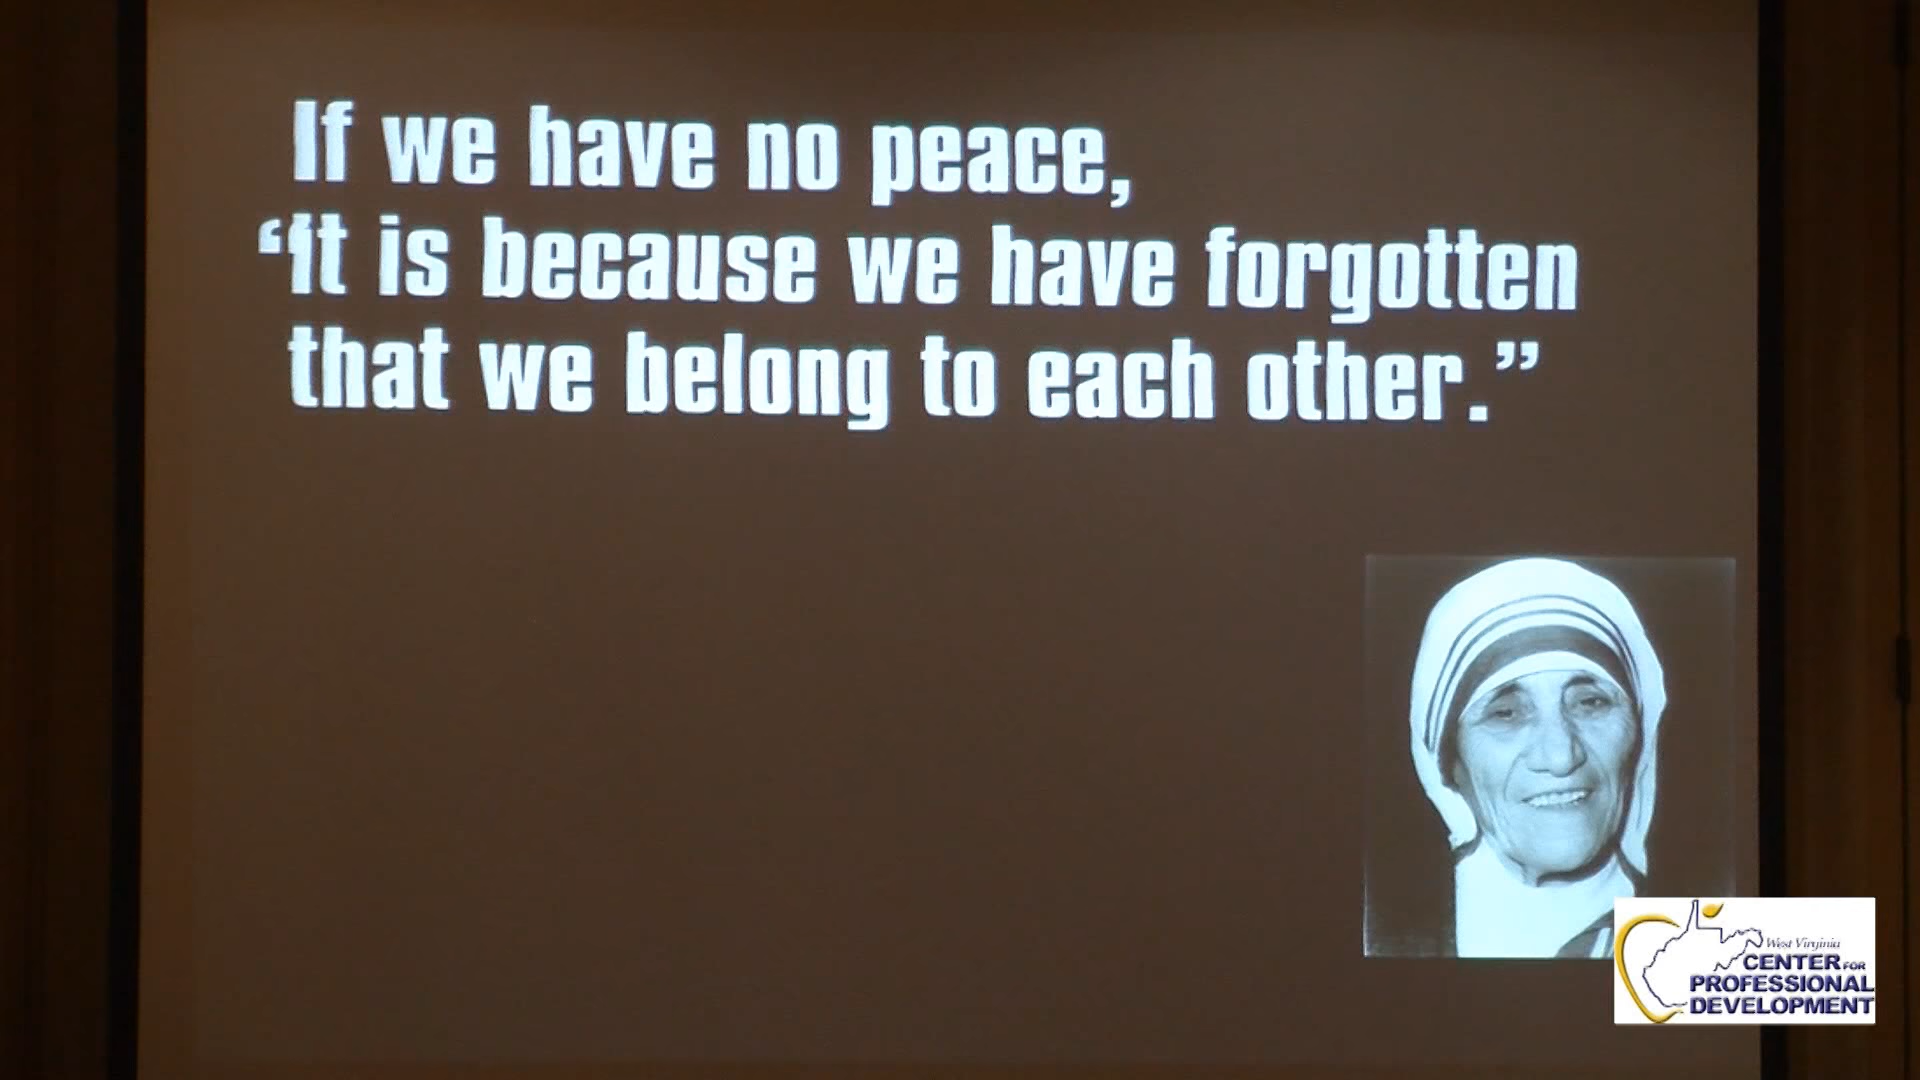 If we have no peace,
“it is because we have forgotten
that we belong to each other.”
West Virginia
CENTER FOR
PROFESSIONAL
DEVELOPMENT